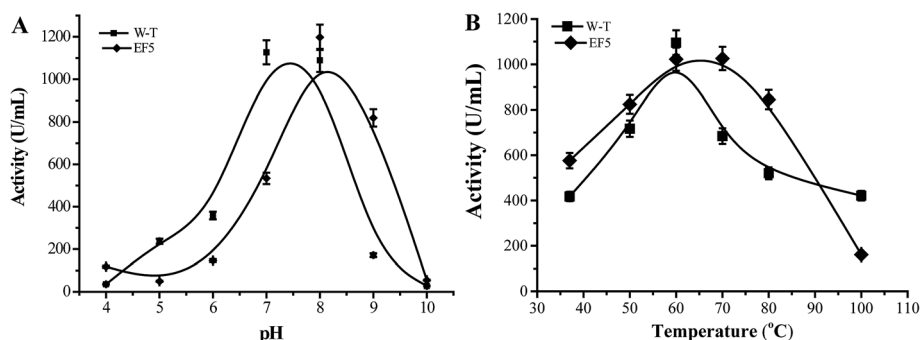 A
W-T
EF5
1200
1000
800
600
400
200
0
Activity (U/mL)
4 5 6 7 8 9 10
pH
B
W-T
EF5
1200
1000
800
600
400
200
0
Activity (U/mL)
30 40 50 60 70 80 90 100 110
Temperature (°C)